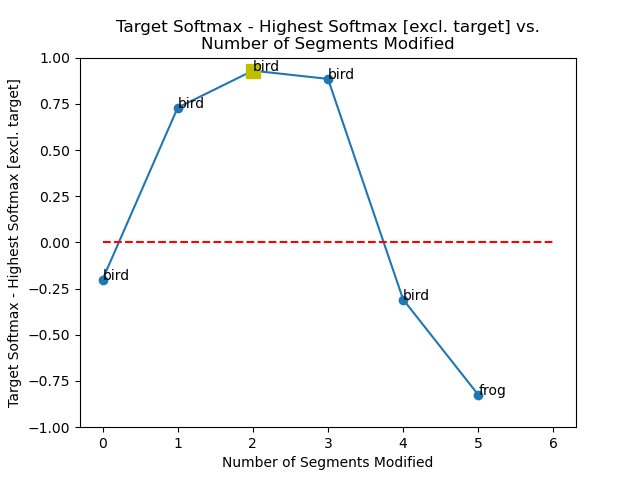 Target Softmax - Highest Softmax [excl. target] vs.
Number of Segments Modified
Target Softmax - Highest Softmax [excl. target]
1.00
0.75
0.50
0.25
0.00
−0.25
−0.50
−0.75
−1.00
bird
bird
bird
bird
bird
frog
0 1 2 3 4 5 6
Number of Segments Modified